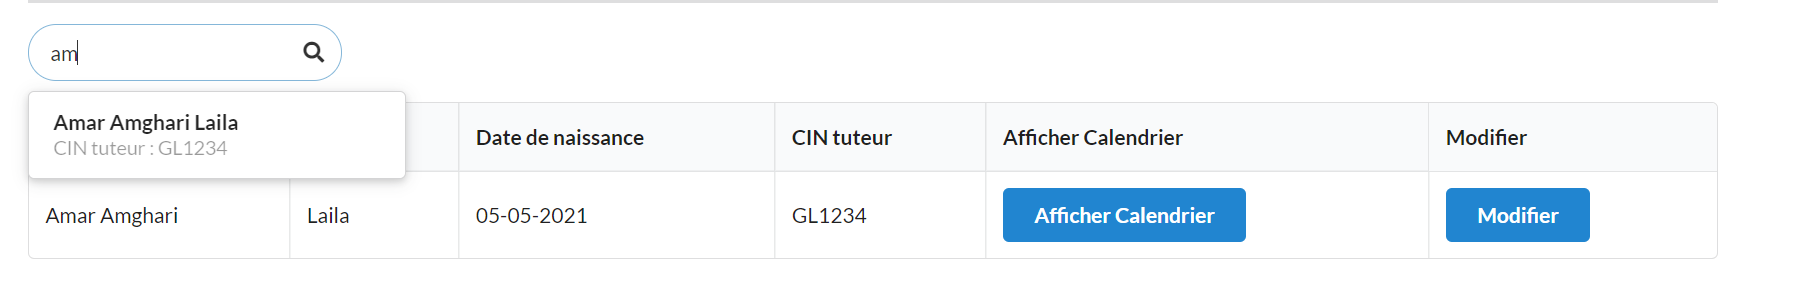 am
Amar Amghari Laila
CIN tuteur : GL1234
Date de naissance CIN tuteur Afficher Calendrier Modifier
Amar Amghari Laila 05-05-2021 GL1234 Afficher Calendrier Modifier